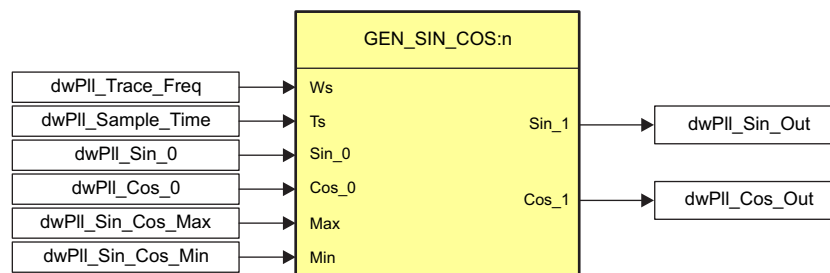 GEN_SIN_COS:n
dwPll_Trace_Freq
Ws
dwPll_Sample_Time
Ts
Sin_1
dwPll_Sin_Out
dwPll_Sin_0
Sin_0
dwPll_Cos_0
Cos_0
Cos_1
dwPll_Cos_Out
dwPll_Sin_Cos_Max
Max
dwPll_Sin_Cos_Min
Min